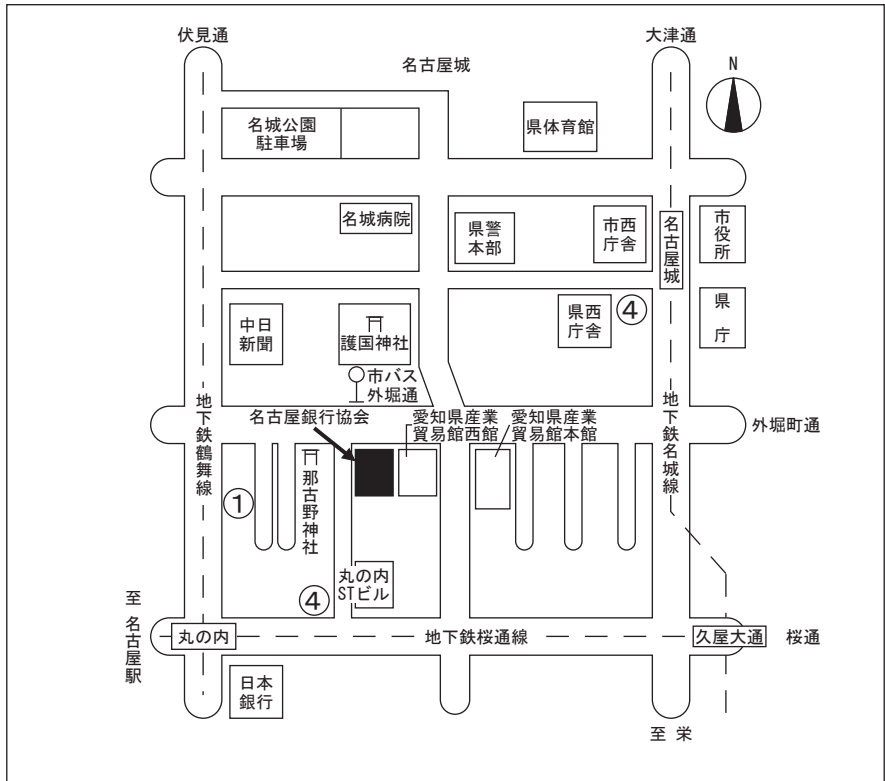 伏見通
大津通
名古屋城
N
名城公園
駐車場
県体育館
名城病院
県警
本部
市西
庁舎
名古屋城
市役所
中日
新聞
護国神社
県西
庁舎
④
県庁
市バス
外堀通
地下鉄鶴舞線
名古屋銀行協会
愛知県産業
貿易館西館
愛知県産業
貿易館本館
地下鉄名城線
外堀町通
①
那古野神社
丸の内
STビル
④
至名古屋駅
丸の内
地下鉄桜通線
久屋大通
桜通
日本
銀行
至 栄